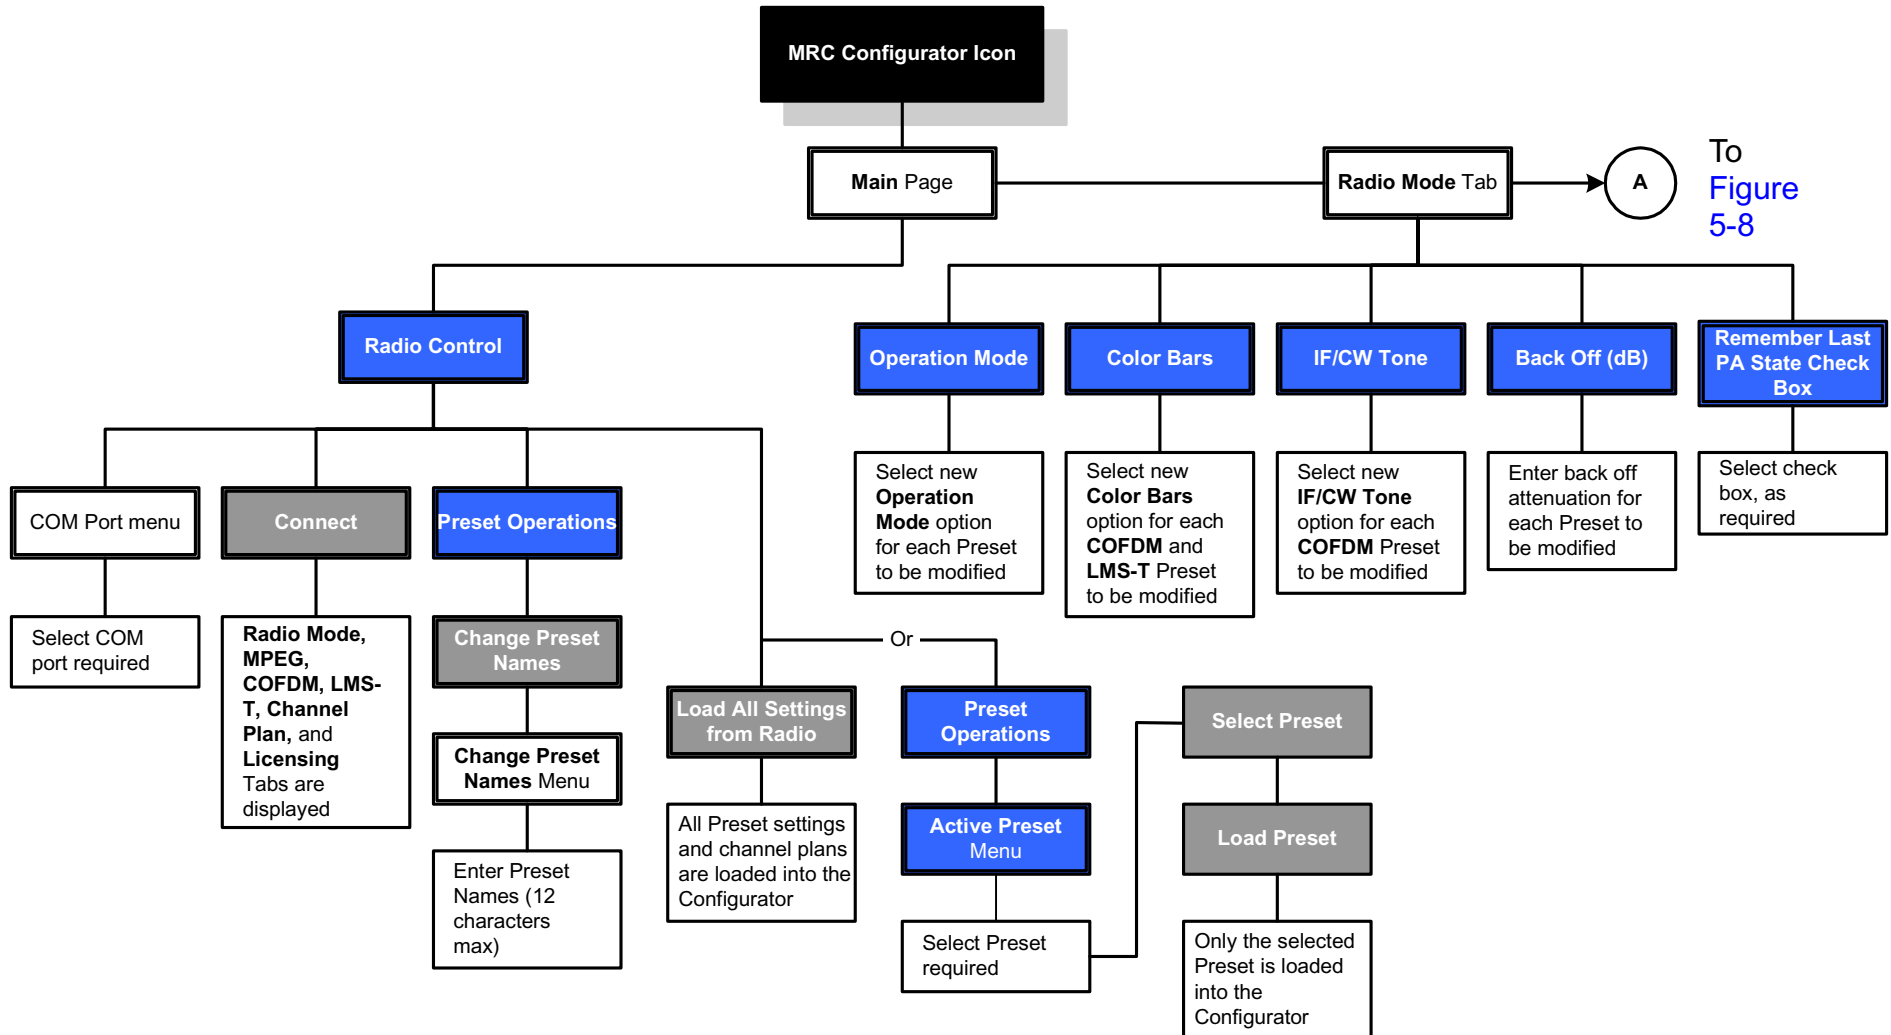 MRC Configurator Icon
Main Page
Radio Mode Tab
A
To
Figure
5-8
Radio Control
Operation Mode
Color Bars
IF/CW Tone
Back Off (dB)
Remember Last
PA State Check
Box
Select new
Operation
Mode option
for each Preset
to be modified
Select new
Color Bars
option for each
COFDM and
LMS-T Preset
to be modified
Select new
IF/CW Tone
option for each
COFDM Preset
to be modified
Enter back off
attenuation for
each Preset to
be modified
Select check
box, as
required
COM Port menu
Connect
Preset Operations
Select COM
port required
Radio Mode,
MPEG,
COFDM, LMS-
T, Channel
Plan, and
Licensing
Tabs are
displayed
Change Preset
Names
Change Preset
Names Menu
Enter Preset
Names (12
characters
max)
Or
Load All Settings
from Radio
All Preset settings
and channel plans
are loaded into the
Configurator
Preset
Operations
Active Preset
Menu
Select Preset
required
Select Preset
Load Preset
Only the selected
Preset is loaded
into the
Configurator